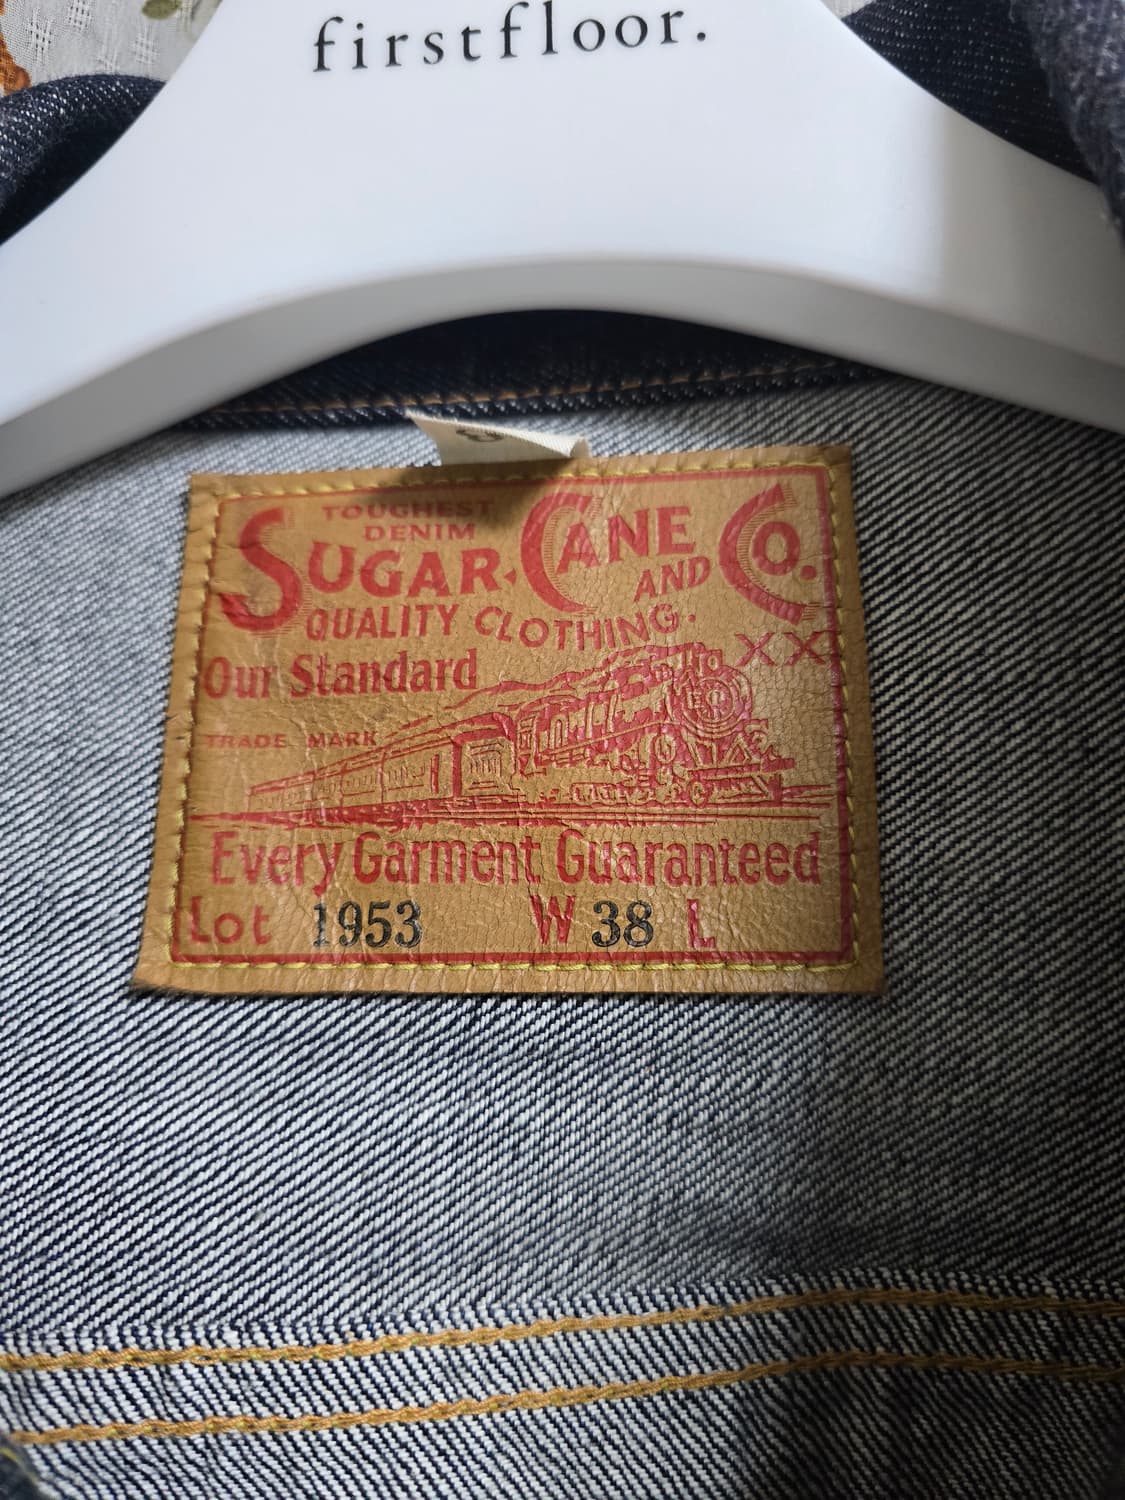 firstfloor.
TOUGHEST
DENIM
SUGAR CANE
AND CO.
QUALITY CLOTHING.
XX
Our Standard
TRADE MARK
Every Garment Guaranteed
Lot 1953 W 38 L